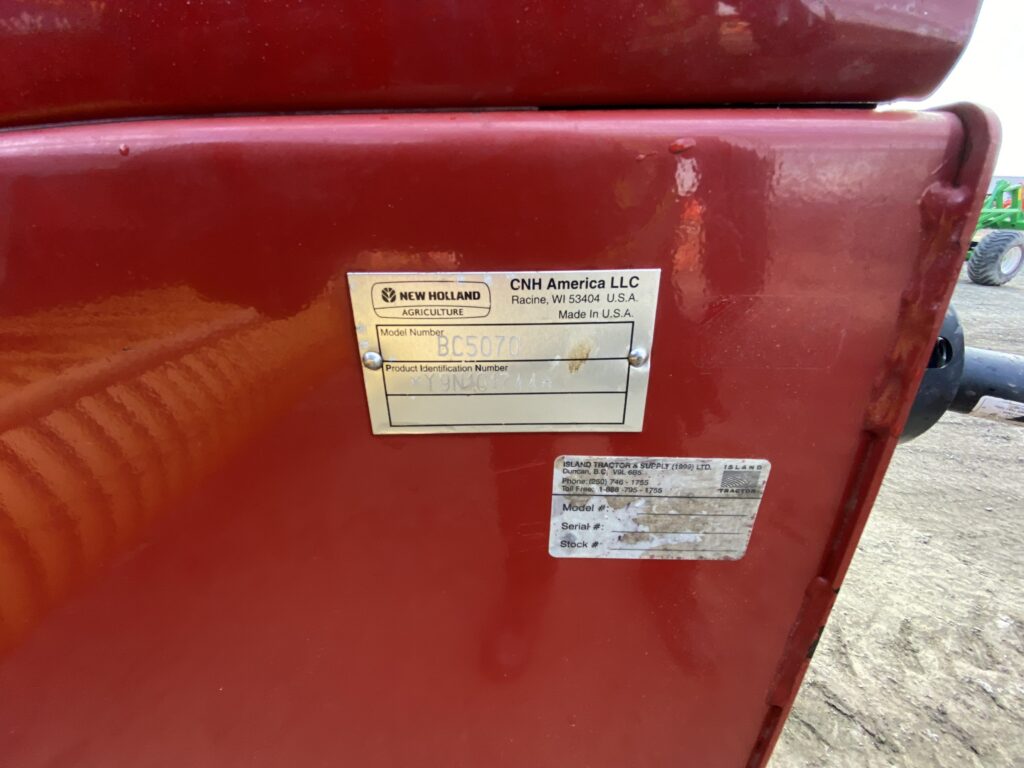 NEW HOLLAND
AGRICULTURE
CNH America LLC
Racine, WI 53404 U.S.A.
Made In U.S.A.
Model Number
BC5070
Product Identification Number
ISLAND TRACTOR & SUPPLY (1999) LTD.
Duncan, B.C. V9L 6B5
Phone: (250) 746 - 1755
Toll Free: 1-888-795-1755
ISLAND
TRACTOR
Model #:
Serial #:
Stock #